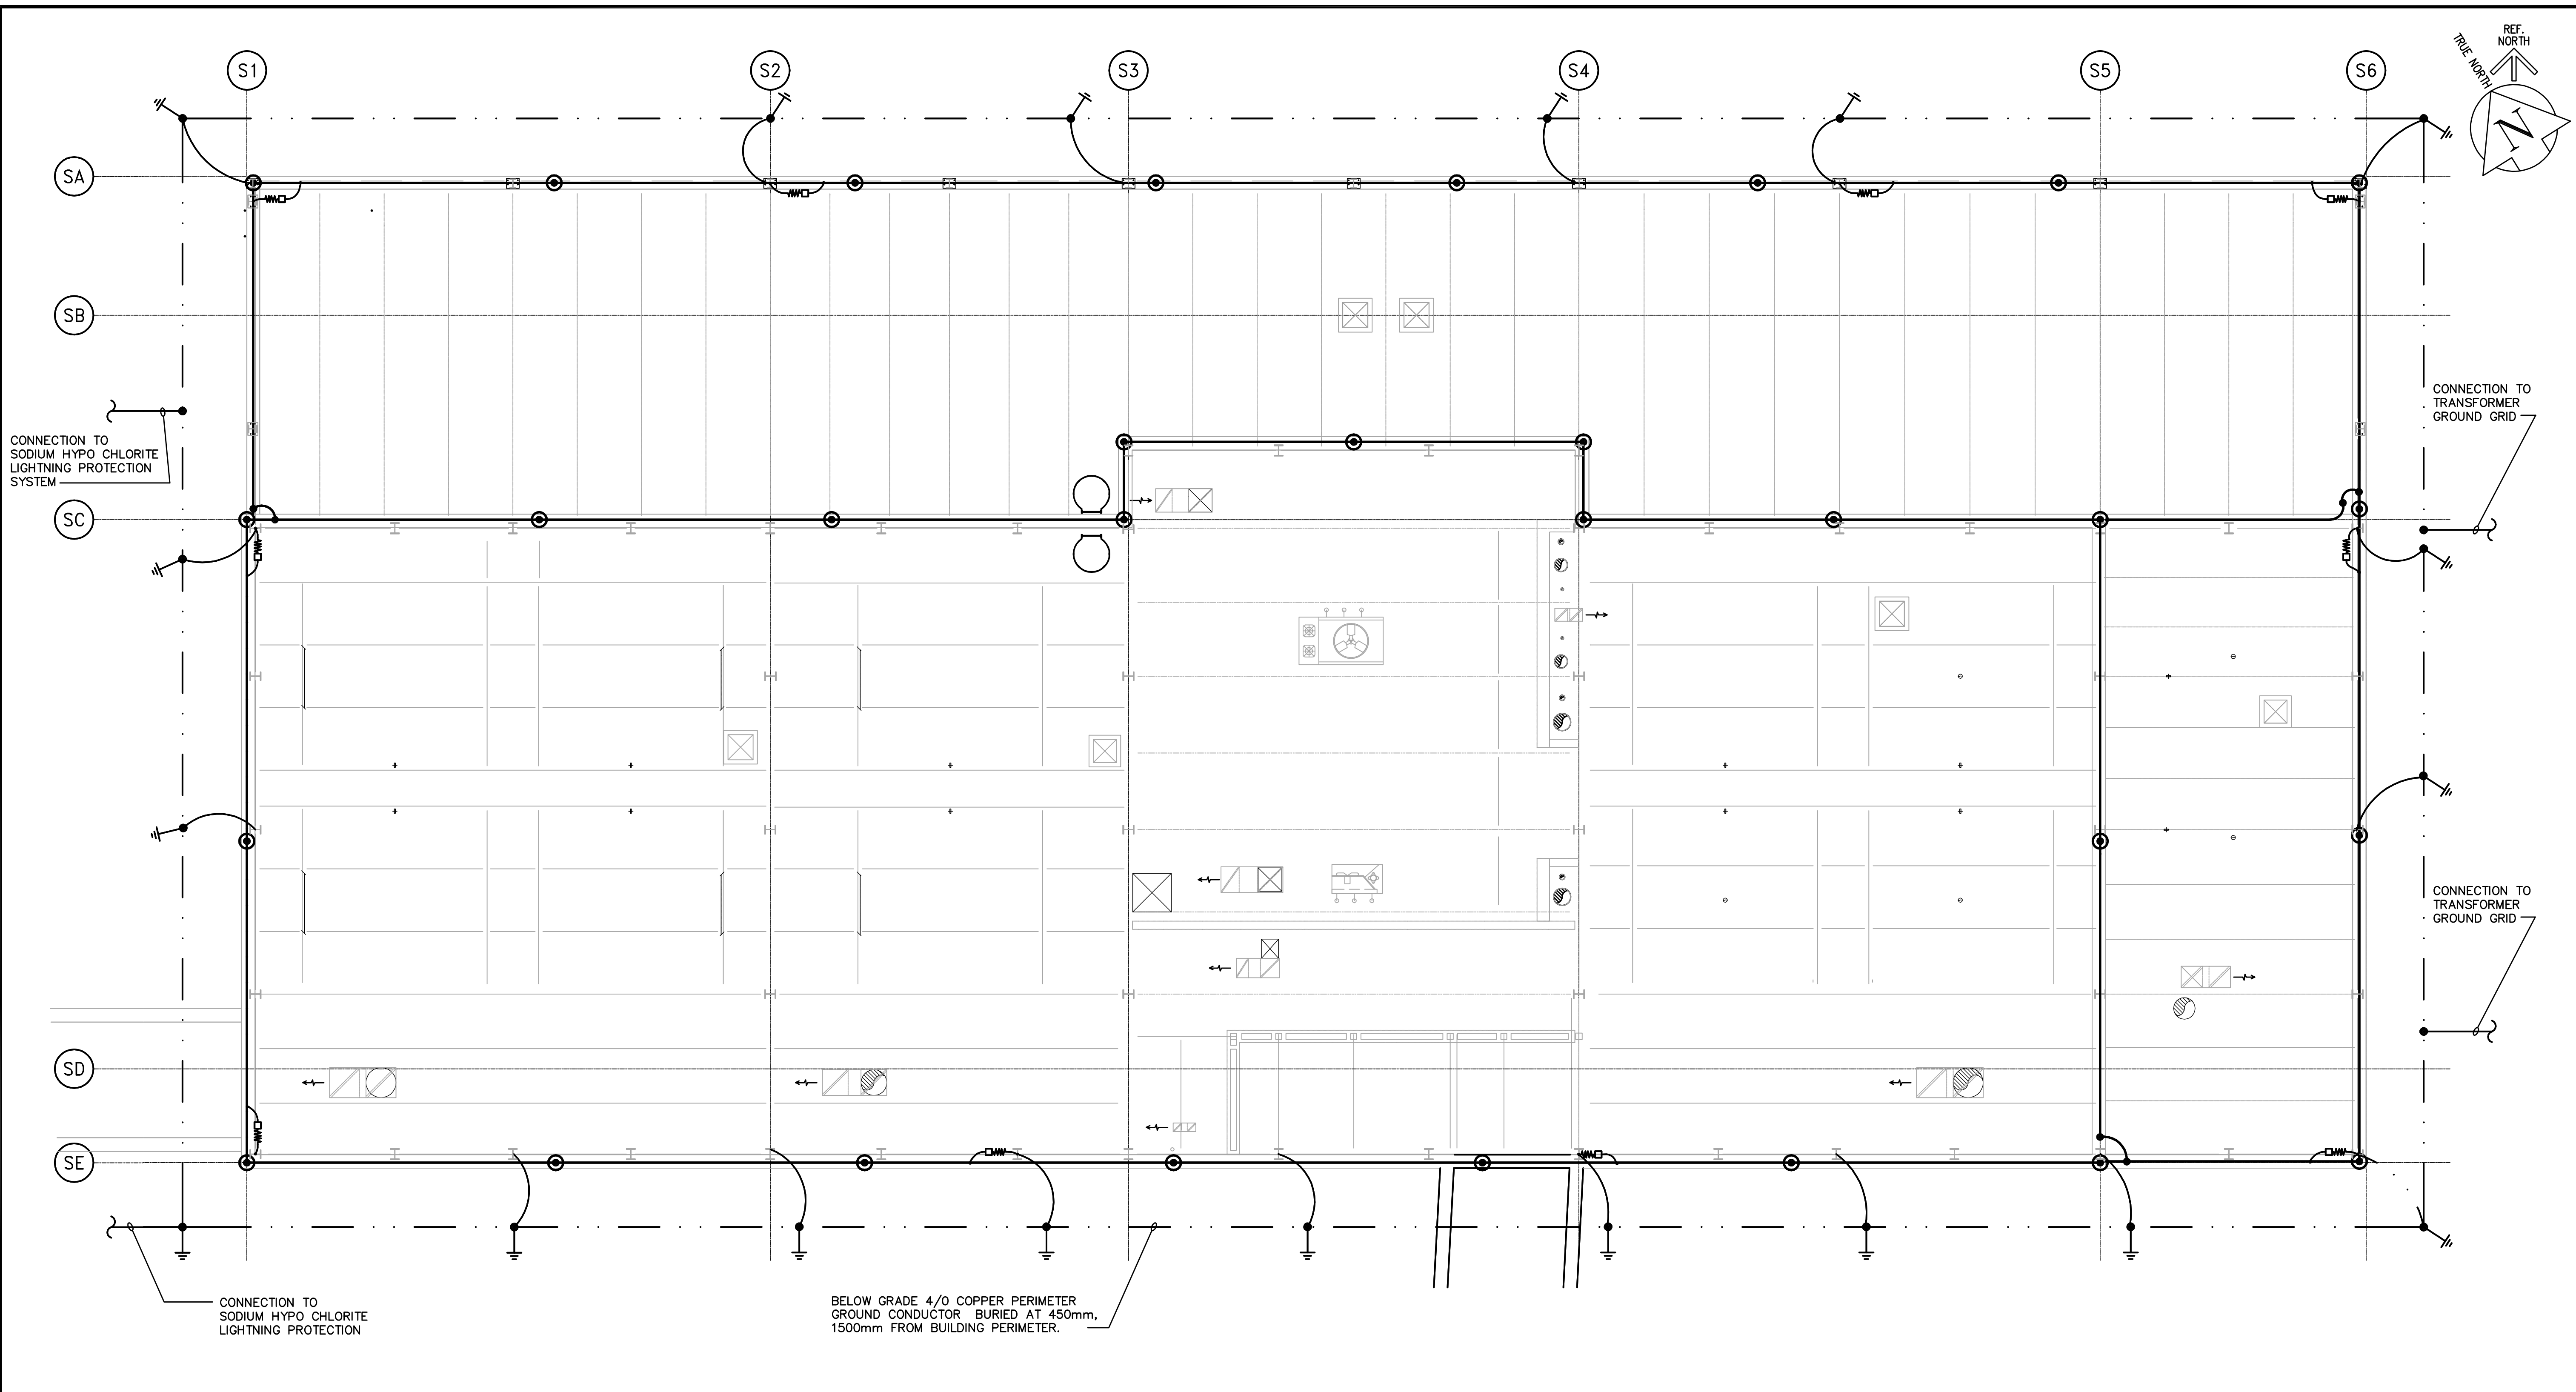 REF.
NORTH
TRUE NORTH
N
S1
S2
S3
S4
S5
S6
SA
SB
SC
SD
SE
CONNECTION TO
SODIUM HYPO CHLORITE
LIGHTNING PROTECTION
SYSTEM
CONNECTION TO
TRANSFORMER
GROUND GRID
CONNECTION TO
TRANSFORMER
GROUND GRID
CONNECTION TO
SODIUM HYPO CHLORITE
LIGHTNING PROTECTION
BELOW GRADE 4/0 COPPER PERIMETER
GROUND CONDUCTOR BURIED AT 450mm,
1500mm FROM BUILDING PERIMETER.